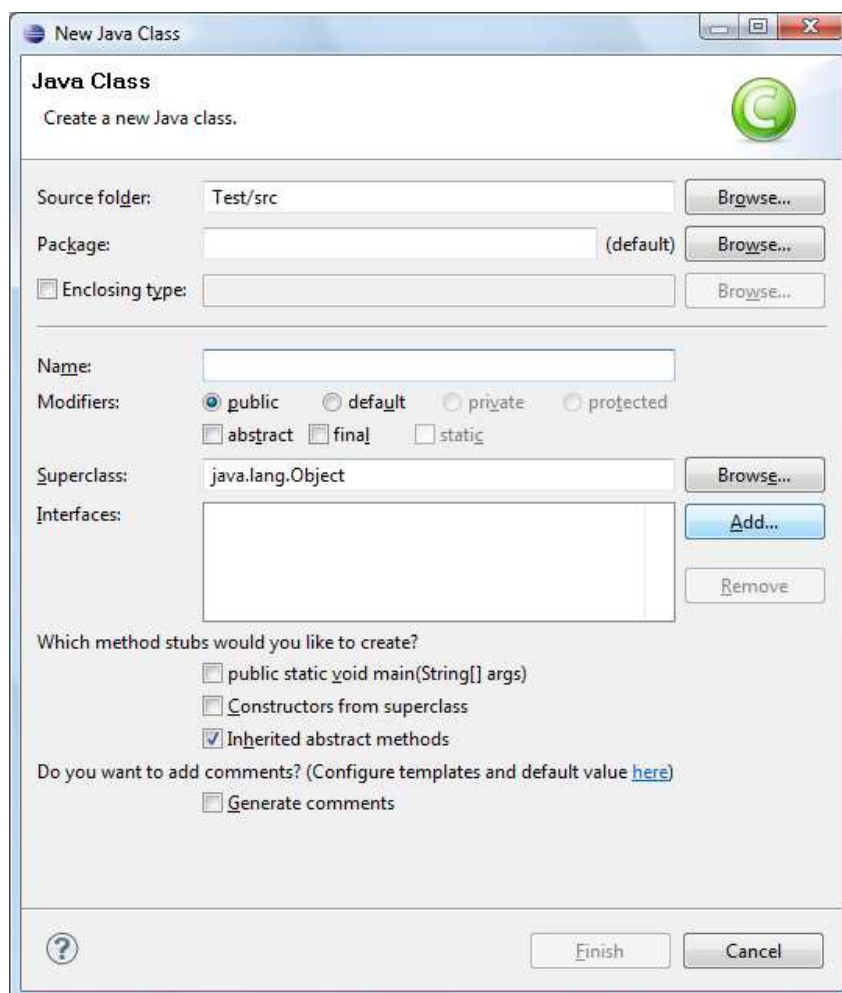 New Java Class
Java Class
Create a new Java class.
C
Source folder: Test/src Browse...
Package: (default) Browse...
Enclosing type: Browse...
Name:
Modifiers: public default private protected
abstract final static
Superclass: java.lang.Object Browse...
Interfaces: Add...
Remove
Which method stubs would you like to create?
public static void main(String[] args)
Constructors from superclass
Inherited abstract methods
Do you want to add comments? (Configure templates and default value here)
Generate comments
? Finish Cancel